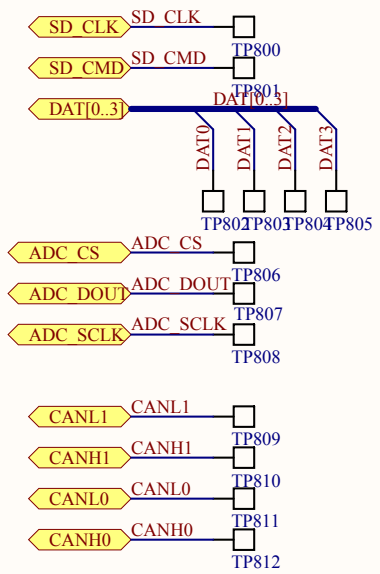 SD_CLK SD_CLK
TP800
SD_CMD SD_CMD
TP801
DAT[0..3] DAT[0..3]
DAT0 DAT1 DAT2 DAT3
TP802 TP803 TP804 TP805
ADC_CS ADC_CS
TP806
ADC_DOUT ADC_DOUT
TP807
ADC_SCLK ADC_SCLK
TP808
CANL1 CANL1
TP809
CANH1 CANH1
TP810
CANL0 CANL0
TP811
CANH0 CANH0
TP812